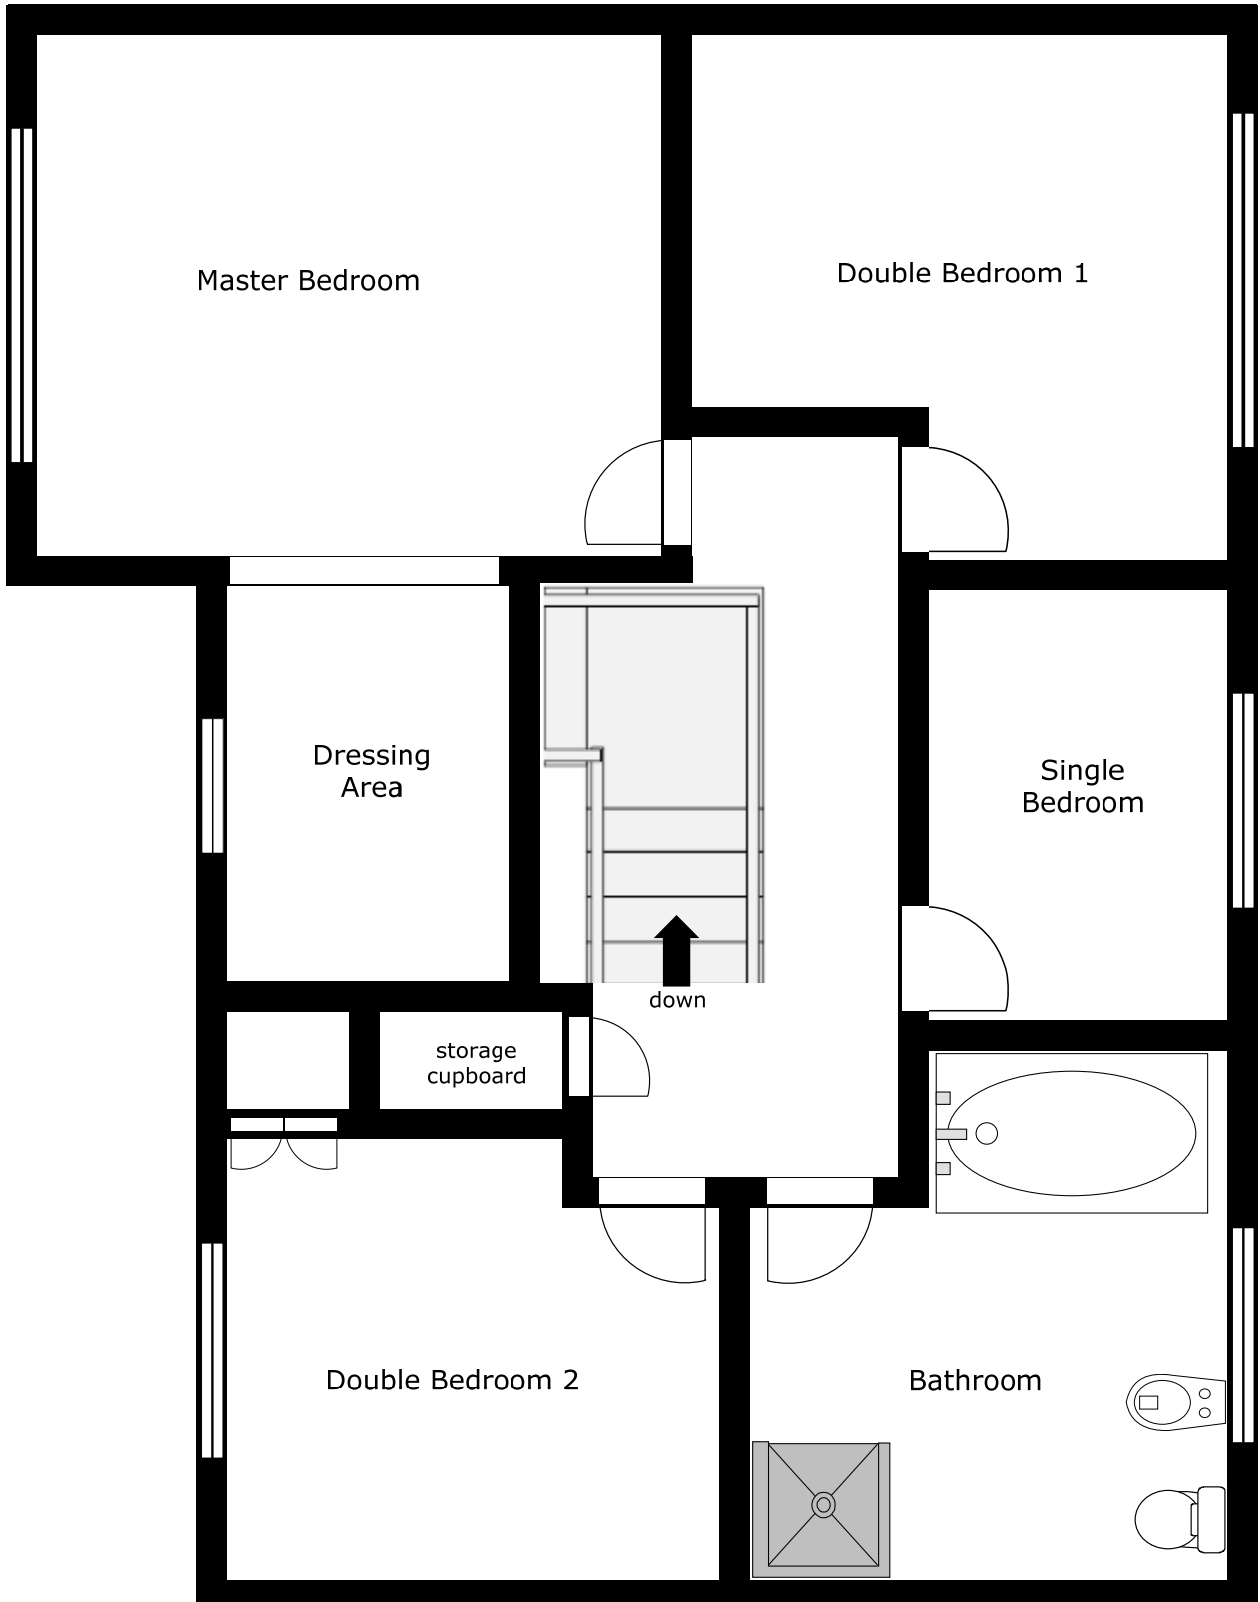 Master Bedroom
Double Bedroom 1
Dressing
Area
Single
Bedroom
down
storage
cupboard
Double Bedroom 2
Bathroom